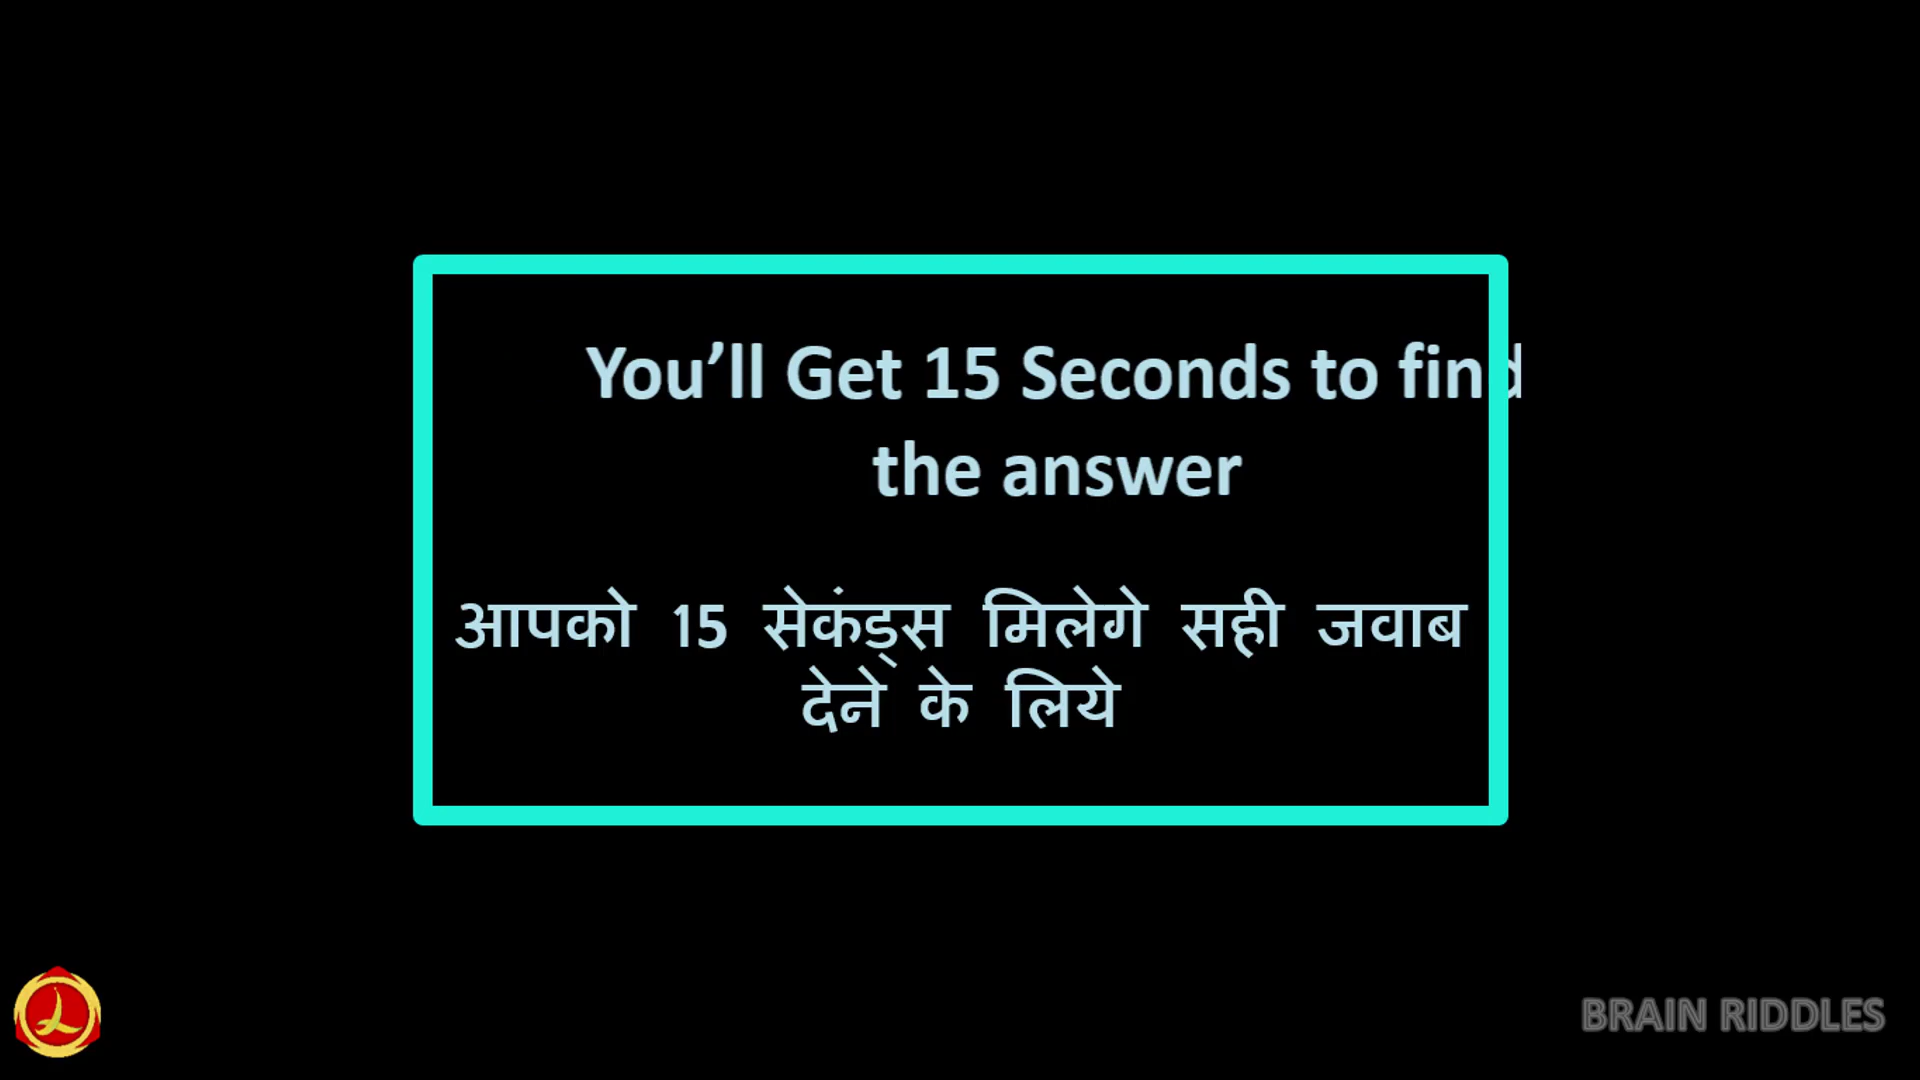 You’ll Get 15 Seconds to find
the answer
आपको 15 सेकंड्स मिलेगे सही जवाब
देने के लिये
BRAIN RIDDLES